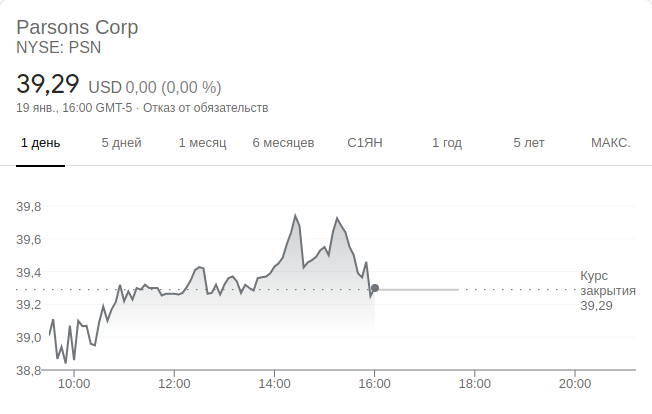 Parsons Corp
NYSE: PSN
39,29 USD 0,00 (0,00 %)
19 янв., 16:00 GMT-5 · Отказ от обязательств
1 день 5 дней 1 месяц 6 месяцев С1ЯН 1 год 5 лет МАКС.
39,8
39,6
39,4
39,2
39,0
38,8
Курс
закрытия
39,29
10:00 12:00 14:00 16:00 18:00 20:00